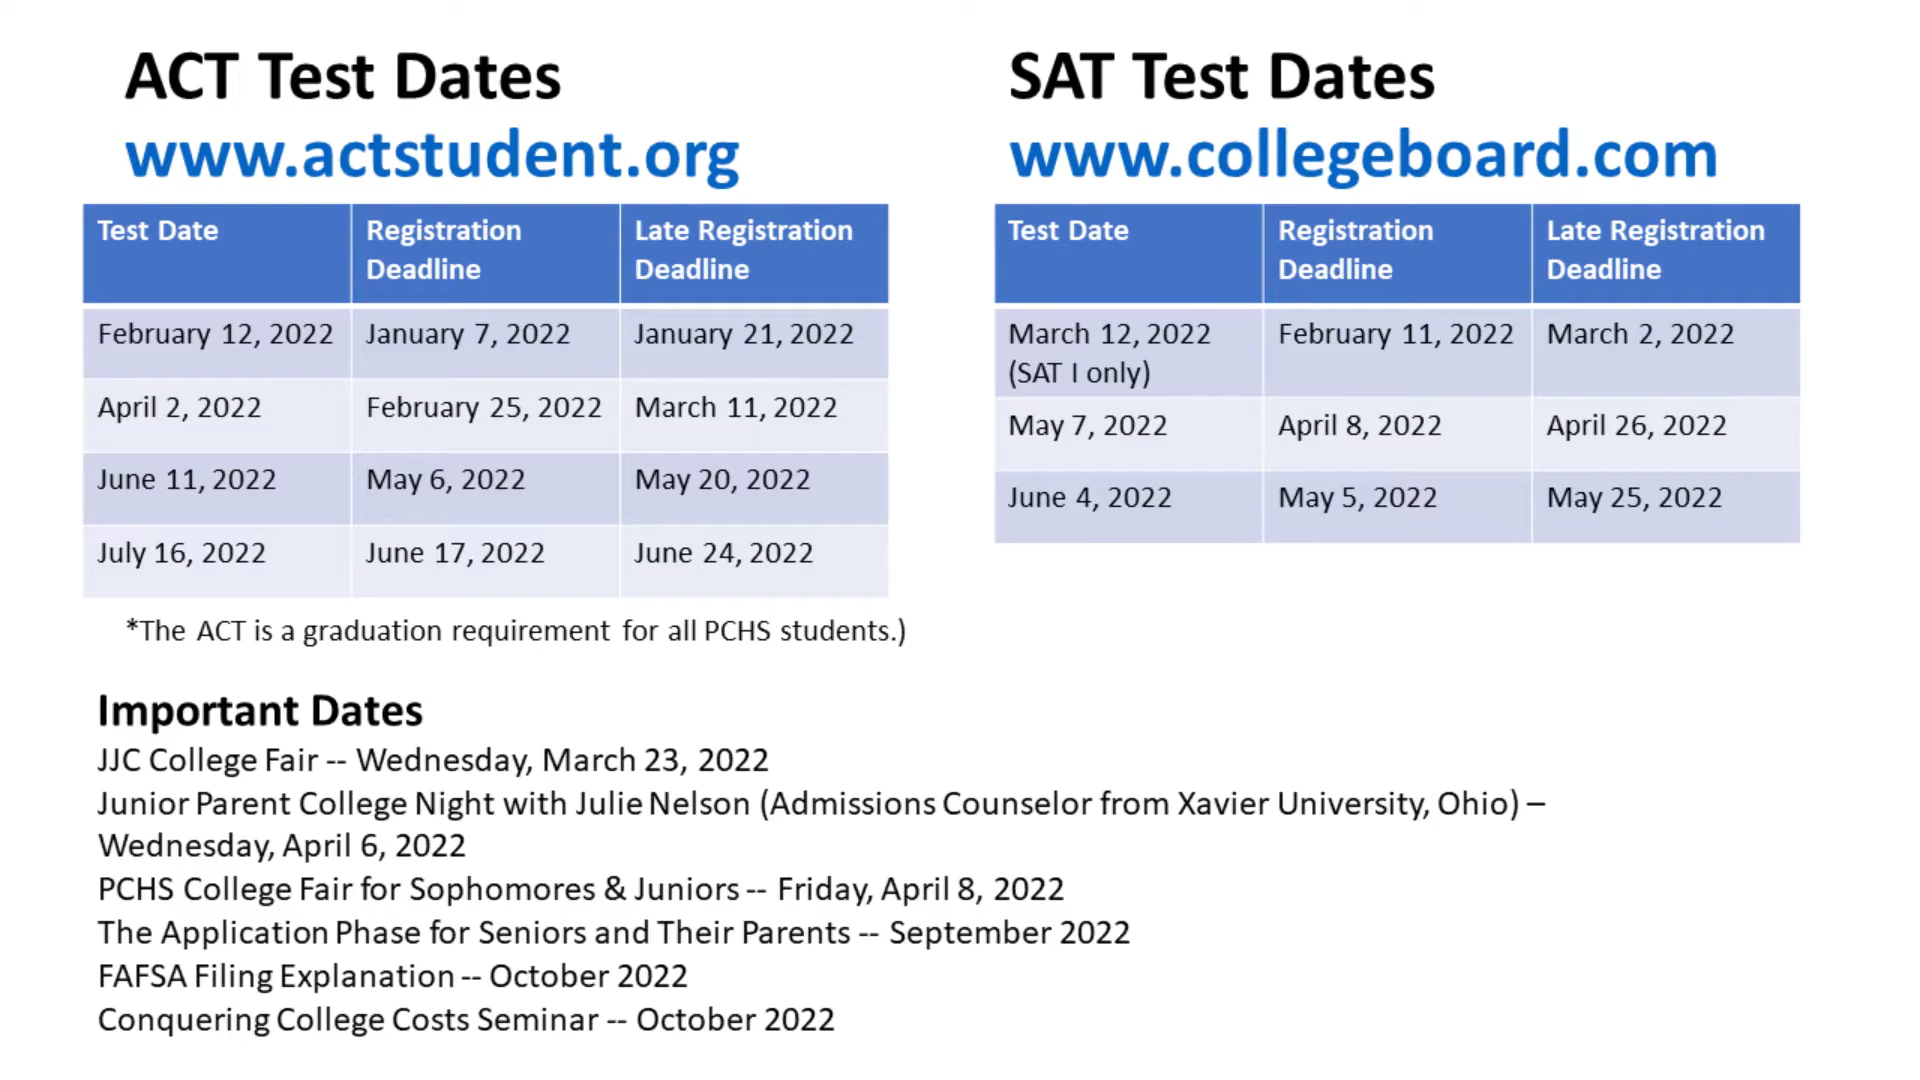 ACT Test Dates
www.actstudent.org
Test Date Registration Deadline Late Registration Deadline
February 12, 2022 January 7, 2022 January 21, 2022
April 2, 2022 February 25, 2022 March 11, 2022
June 11, 2022 May 6, 2022 May 20, 2022
July 16, 2022 June 17, 2022 June 24, 2022
*The ACT is a graduation requirement for all PCHS students.)
SAT Test Dates
www.collegeboard.com
Test Date Registration Deadline Late Registration Deadline
March 12, 2022 (SAT I only) February 11, 2022 March 2, 2022
May 7, 2022 April 8, 2022 April 26, 2022
June 4, 2022 May 5, 2022 May 25, 2022
Important Dates
JJC College Fair -- Wednesday, March 23, 2022
Junior Parent College Night with Julie Nelson (Admissions Counselor from Xavier University, Ohio) –
Wednesday, April 6, 2022
PCHS College Fair for Sophomores & Juniors -- Friday, April 8, 2022
The Application Phase for Seniors and Their Parents -- September 2022
FAFSA Filing Explanation -- October 2022
Conquering College Costs Seminar -- October 2022